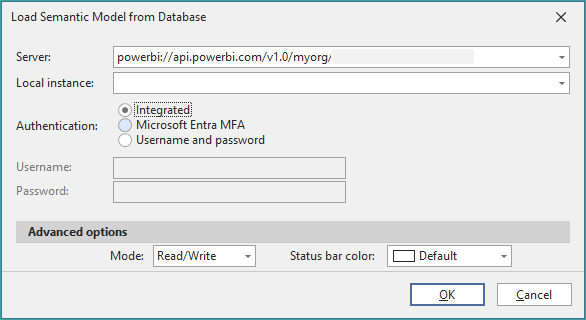 Load Semantic Model from Database
Server: powerbi://api.powerbi.com/v1.0/myorg/
Local instance:
Integrated
Authentication: Microsoft Entra MFA
Username and password
Username:
Password:
Advanced options
Mode: Read/Write Status bar color: Default
OK Cancel